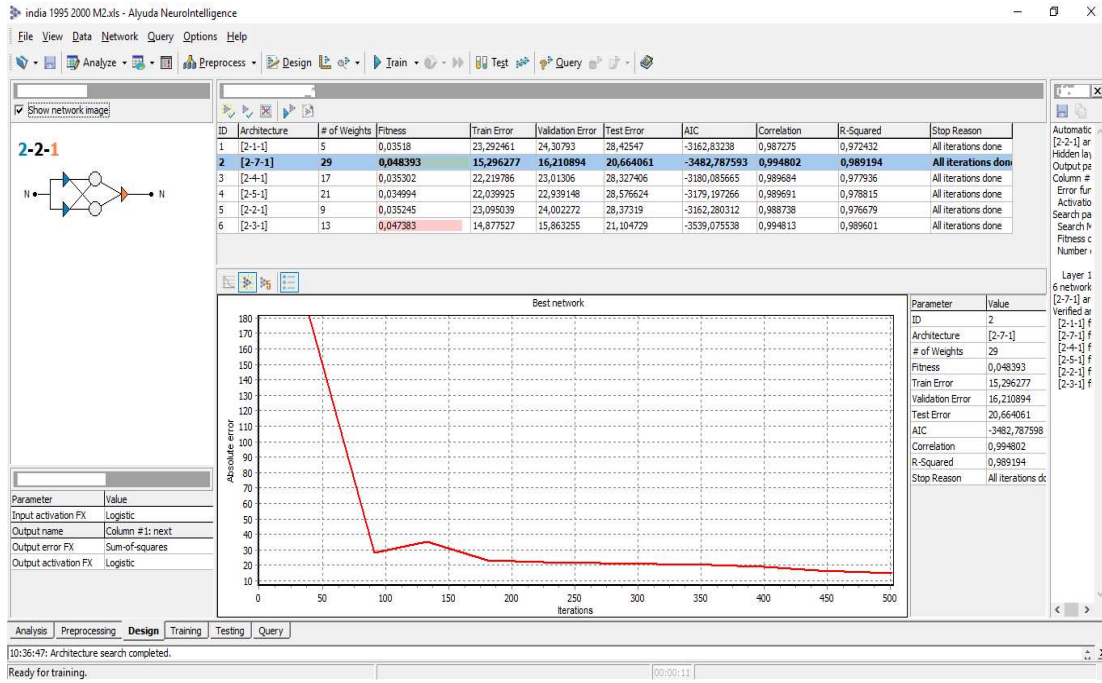 india 1995 2000 M2.xls - Alyuda NeuroIntelligence
File View Data Network Query Options Help
Analyze Preprocess Design Train Test Query
Show network image
2-2-1
N N
ID Architecture # of Weights Fitness Train Error Validation Error Test Error AIC Correlation R-Squared Stop Reason
1 [2-1-1] 5 0,03518 23,292461 24,30793 28,42547 -3162,83238 0,987275 0,972432 All iterations done
2 [2-7-1] 29 0,048393 15,296277 16,210894 20,664061 -3482,787593 0,994802 0,989194 All iterations don
3 [2-4-1] 17 0,035302 22,219786 23,01306 28,327406 -3180,085665 0,989684 0,977936 All iterations done
4 [2-5-1] 21 0,034994 22,039925 22,939148 28,576624 -3179,197266 0,989691 0,978815 All iterations done
5 [2-2-1] 9 0,035245 23,095039 24,002272 28,37319 -3162,280312 0,988738 0,976679 All iterations done
6 [2-3-1] 13 0,047383 14,877527 15,863255 21,104729 -3539,075538 0,994813 0,989601 All iterations done
Best network
Absolute error
180
170
160
150
140
130
120
110
100
90
80
70
60
50
40
30
20
10
0 50 100 150 200 250 300 350 400 450 500
Iterations
Parameter Value
ID 2
Architecture [2-7-1]
# of Weights 29
Fitness 0,048393
Train Error 15,296277
Validation Error 16,210894
Test Error 20,664061
AIC -3482,787598
Correlation 0,994802
R-Squared 0,989194
Stop Reason All iterations do
Automatic
[2-2-1] ar
Hidden lay
Output pa
Column #
Error fur
Activatio
Search pa
Search M
Fitness c
Number
Layer 1
6 network
[2-7-1] ar
Verified ar
[2-1-1] f
[2-7-1] f
[2-4-1] f
[2-5-1] f
[2-2-1] f
[2-3-1] f
Parameter Value
Input activation FX Logistic
Output name Column #1: next
Output error FX Sum-of-squares
Output activation FX Logistic
Analysis Preprocessing Design Training Testing Query
10:36:47: Architecture search completed.
Ready for training.
00:00:11